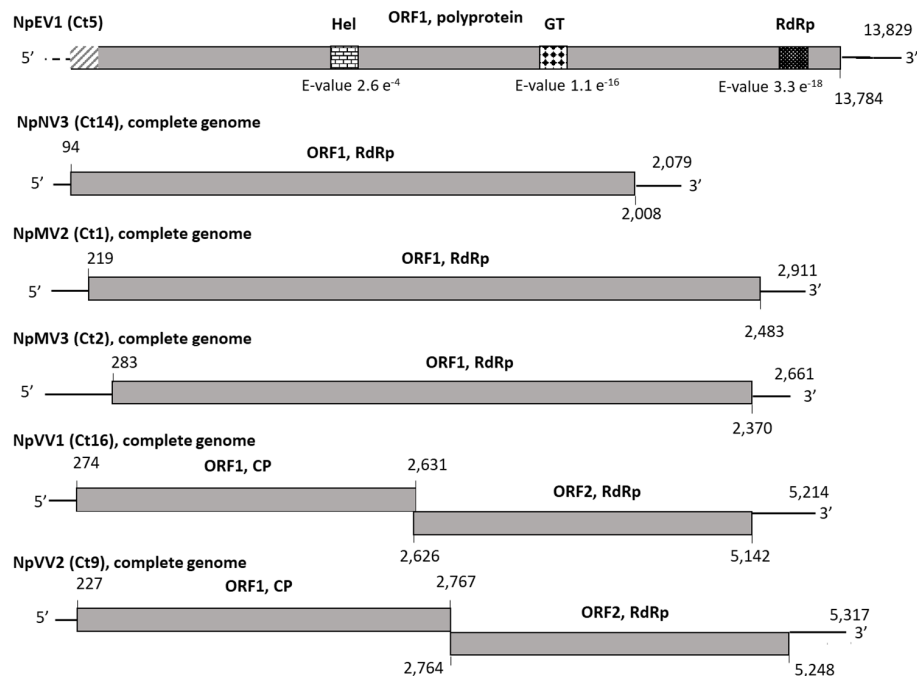 NpEV1 (Ct5)
ORF1, polyprotein
Hel GT RdRp 13,829
5’ 3’
E-value 2.6 e-4 E-value 1.1 e-16 E-value 3.3 e-18
13,784
NpNV3 (Ct14), complete genome
94 ORF1, RdRp 2,079
5’ 3’
2,008
NpMV2 (Ct1), complete genome
219 ORF1, RdRp 2,911
5’ 3’
2,483
NpMV3 (Ct2), complete genome
283 ORF1, RdRp 2,661
5’ 3’
2,370
NpVV1 (Ct16), complete genome
274 ORF1, CP 2,631
ORF2, RdRp 5,214
5’ 3’
2,626 5,142
NpVV2 (Ct9), complete genome
227 ORF1, CP 2,767
ORF2, RdRp 5,317
5’ 3’
2,764 5.248